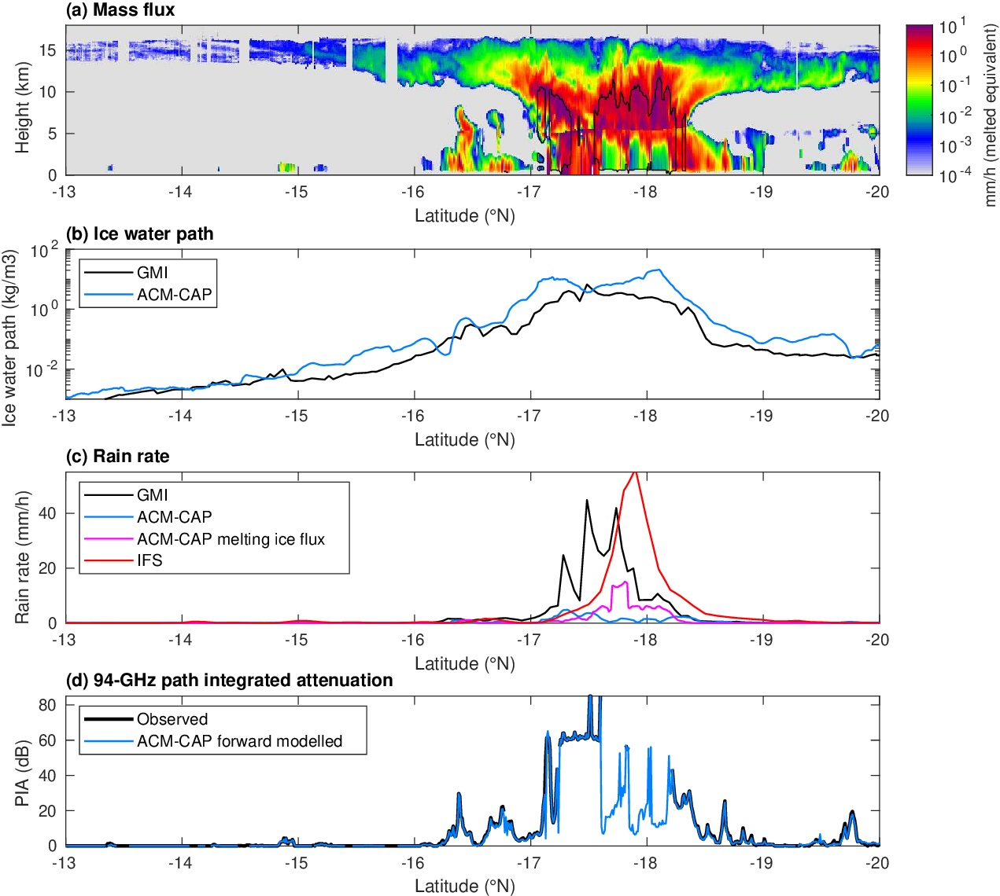 (a) Mass flux
Height (km)
15
10
5
0
-13 -14 -15 -16 -17 -18 -19 -20
Latitude (°N)
10^1
10^0
10^-1
10^-2
10^-3
10^-4
mm/h (melted equivalent)
(b) Ice water path
Ice water path (kg/m3)
10^2
10^0
10^-2
GMI
ACM-CAP
-13 -14 -15 -16 -17 -18 -19 -20
Latitude (°N)
(c) Rain rate
Rain rate (mm/h)
40
20
0
GMI
ACM-CAP
ACM-CAP melting ice flux
IFS
-13 -14 -15 -16 -17 -18 -19 -20
Latitude (°N)
(d) 94-GHz path integrated attenuation
PIA (dB)
80
60
40
20
0
Observed
ACM-CAP forward modelled
-13 -14 -15 -16 -17 -18 -19 -20
Latitude (°N)